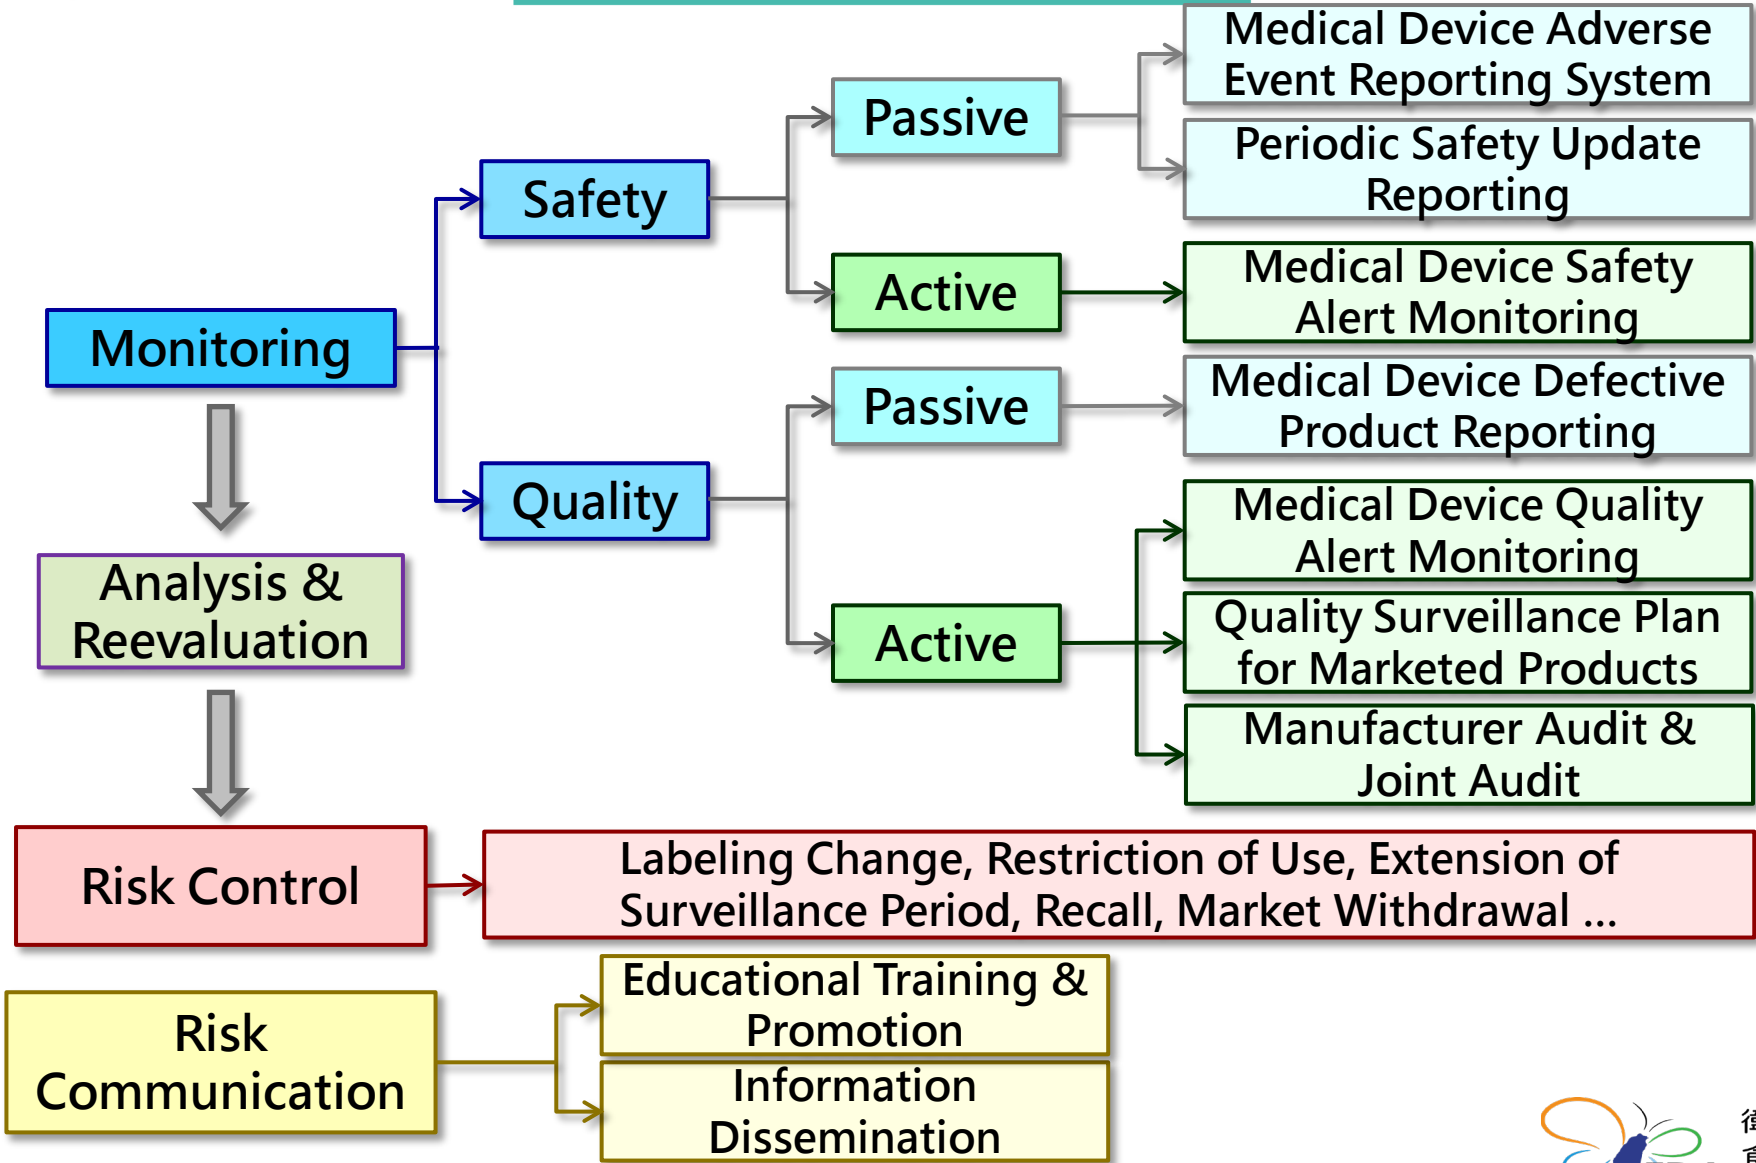 Medical Device Adverse
Event Reporting System
Passive
Periodic Safety Update
Reporting
Safety
Medical Device Safety
Alert Monitoring
Active
Monitoring
Medical Device Defective
Product Reporting
Passive
Quality
Medical Device Quality
Alert Monitoring
Analysis &
Reevaluation
Active
Quality Surveillance Plan
for Marketed Products
Manufacturer Audit &
Joint Audit
Risk Control
Labeling Change, Restriction of Use, Extension of
Surveillance Period, Recall, Market Withdrawal ...
Risk
Communication
Educational Training &
Promotion
Information
Dissemination